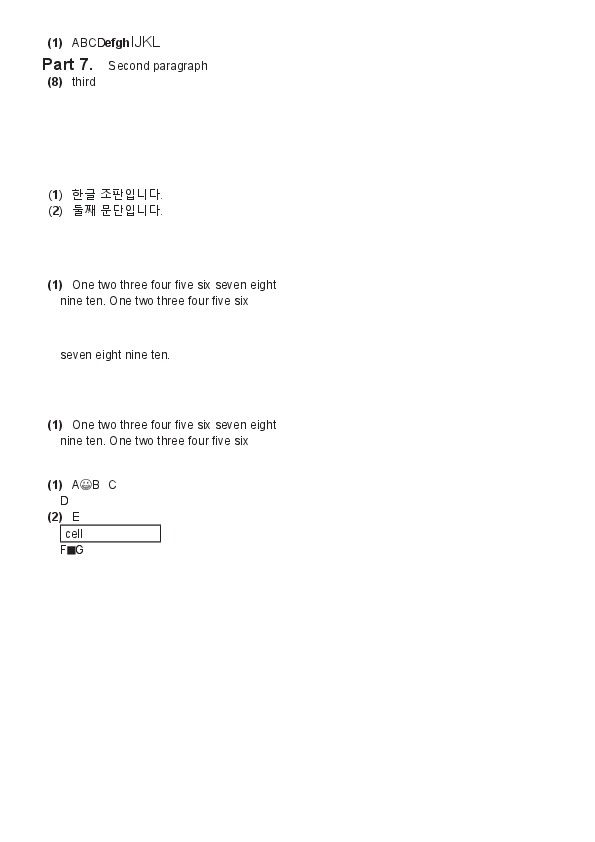 (1) ABCDefghIJKL
Part 7. Second paragraph
(8) third
(1) 한글 조판입니다.
(2) 둘째 문단입니다.
(1) One two three four five six seven eight
nine ten. One two three four five six
seven eight nine ten.
(1) One two three four five six seven eight
nine ten. One two three four five six
(1) A😀B C
D
(2) E
cell
F■G